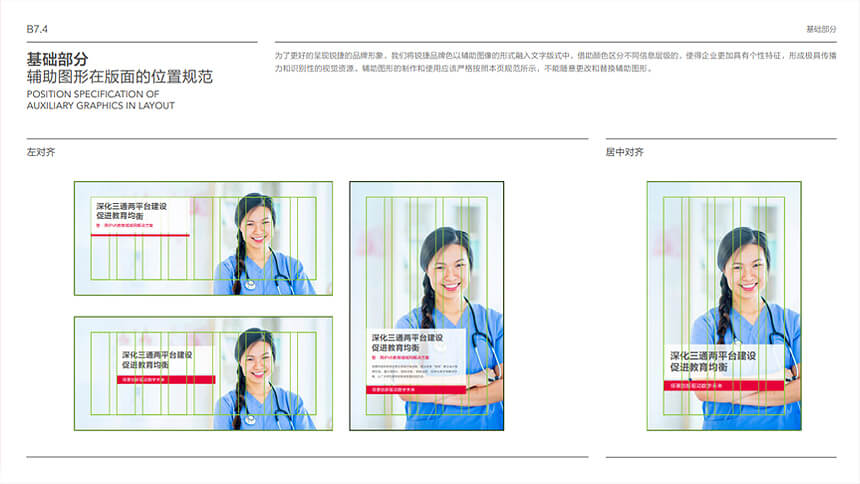 B7.4
基础部分
基础部分
辅助图形在版面的位置规范
POSITION SPECIFICATION OF
AUXILIARY GRAPHICS IN LAYOUT
为了更好的呈现锐捷的品牌形象，我们将锐捷品牌色以辅助图像的形式融入文字版式中，借助颜色区分不同信息层级的，使得企业更加具有个性特征，形成极具传播
力和识别性的视觉资源。辅助图形的制作和使用应该严格按照本页规范所示，不能随意更改和替换辅助图形。
左对齐
居中对齐
深化三通两平台建设
促进教育均衡
深化三通两平台建设
促进教育均衡
深化三通两平台建设
促进教育均衡
深化三通两平台建设
促进教育均衡